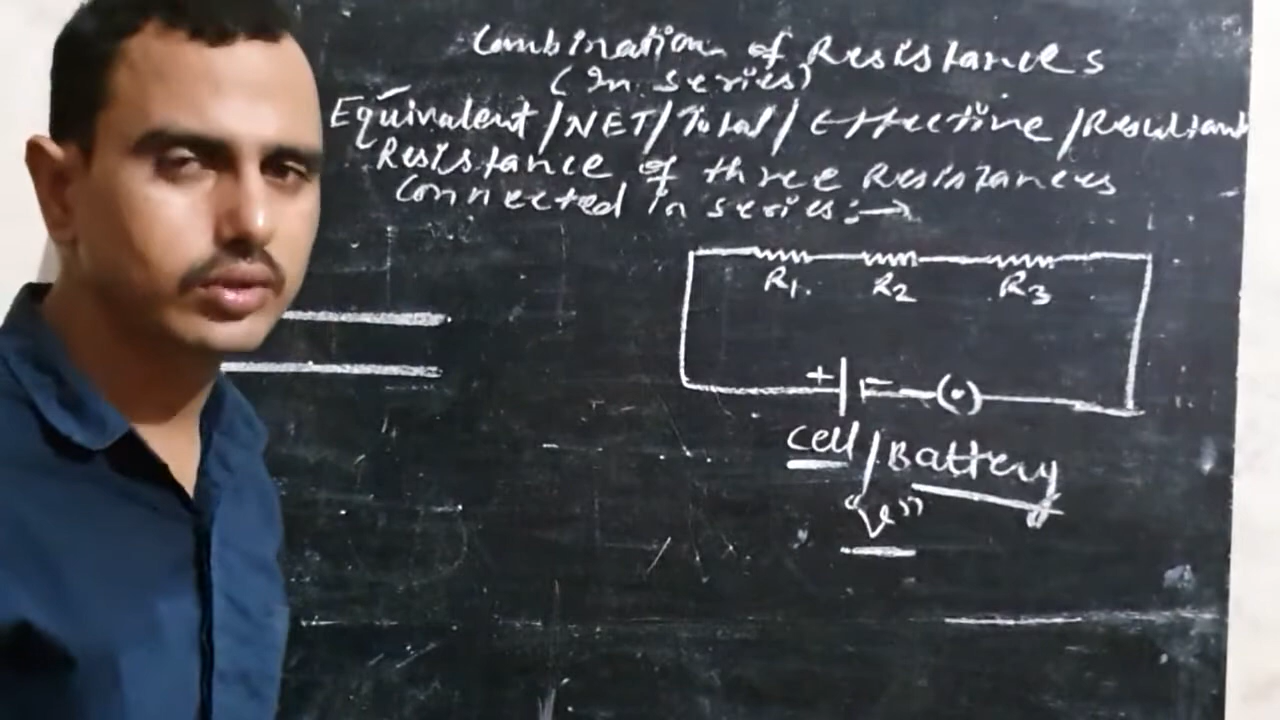 Combination of Resistances
(In series)
Equivalent/NET/Total/Effective/Resultant
Resistance of three Resistances
Connected in series:→
R1. R2 R3
+ -
(.)
Cell/Battery
"V"